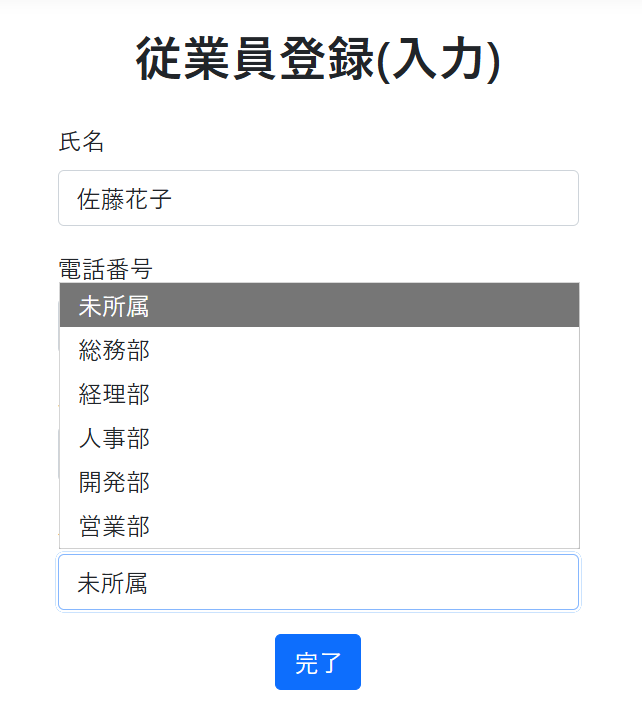 従業員登録(入力)
氏名
佐藤花子
電話番号
未所属
総務部
経理部
人事部
開発部
営業部
未所属
完了